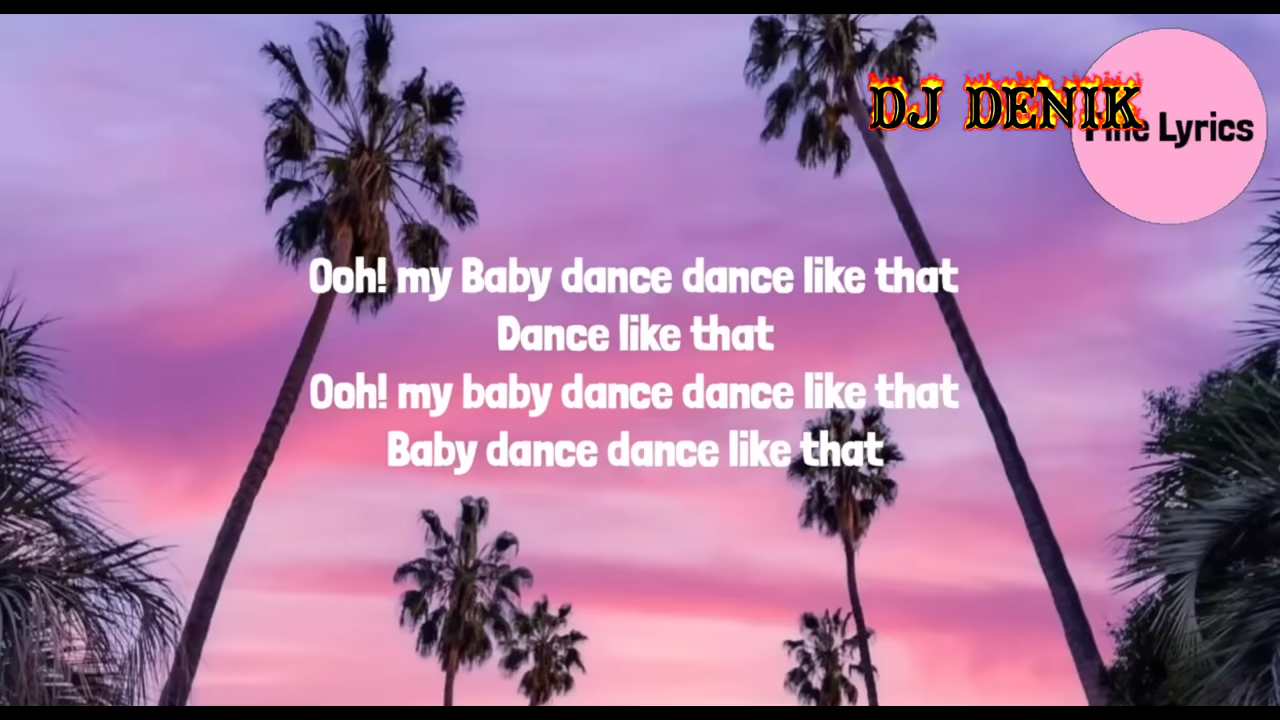 DJ DENIK
Lyrics
Ooh! my Baby dance dance like that
Dance like that
Ooh! my baby dance dance like that
Baby dance dance like that